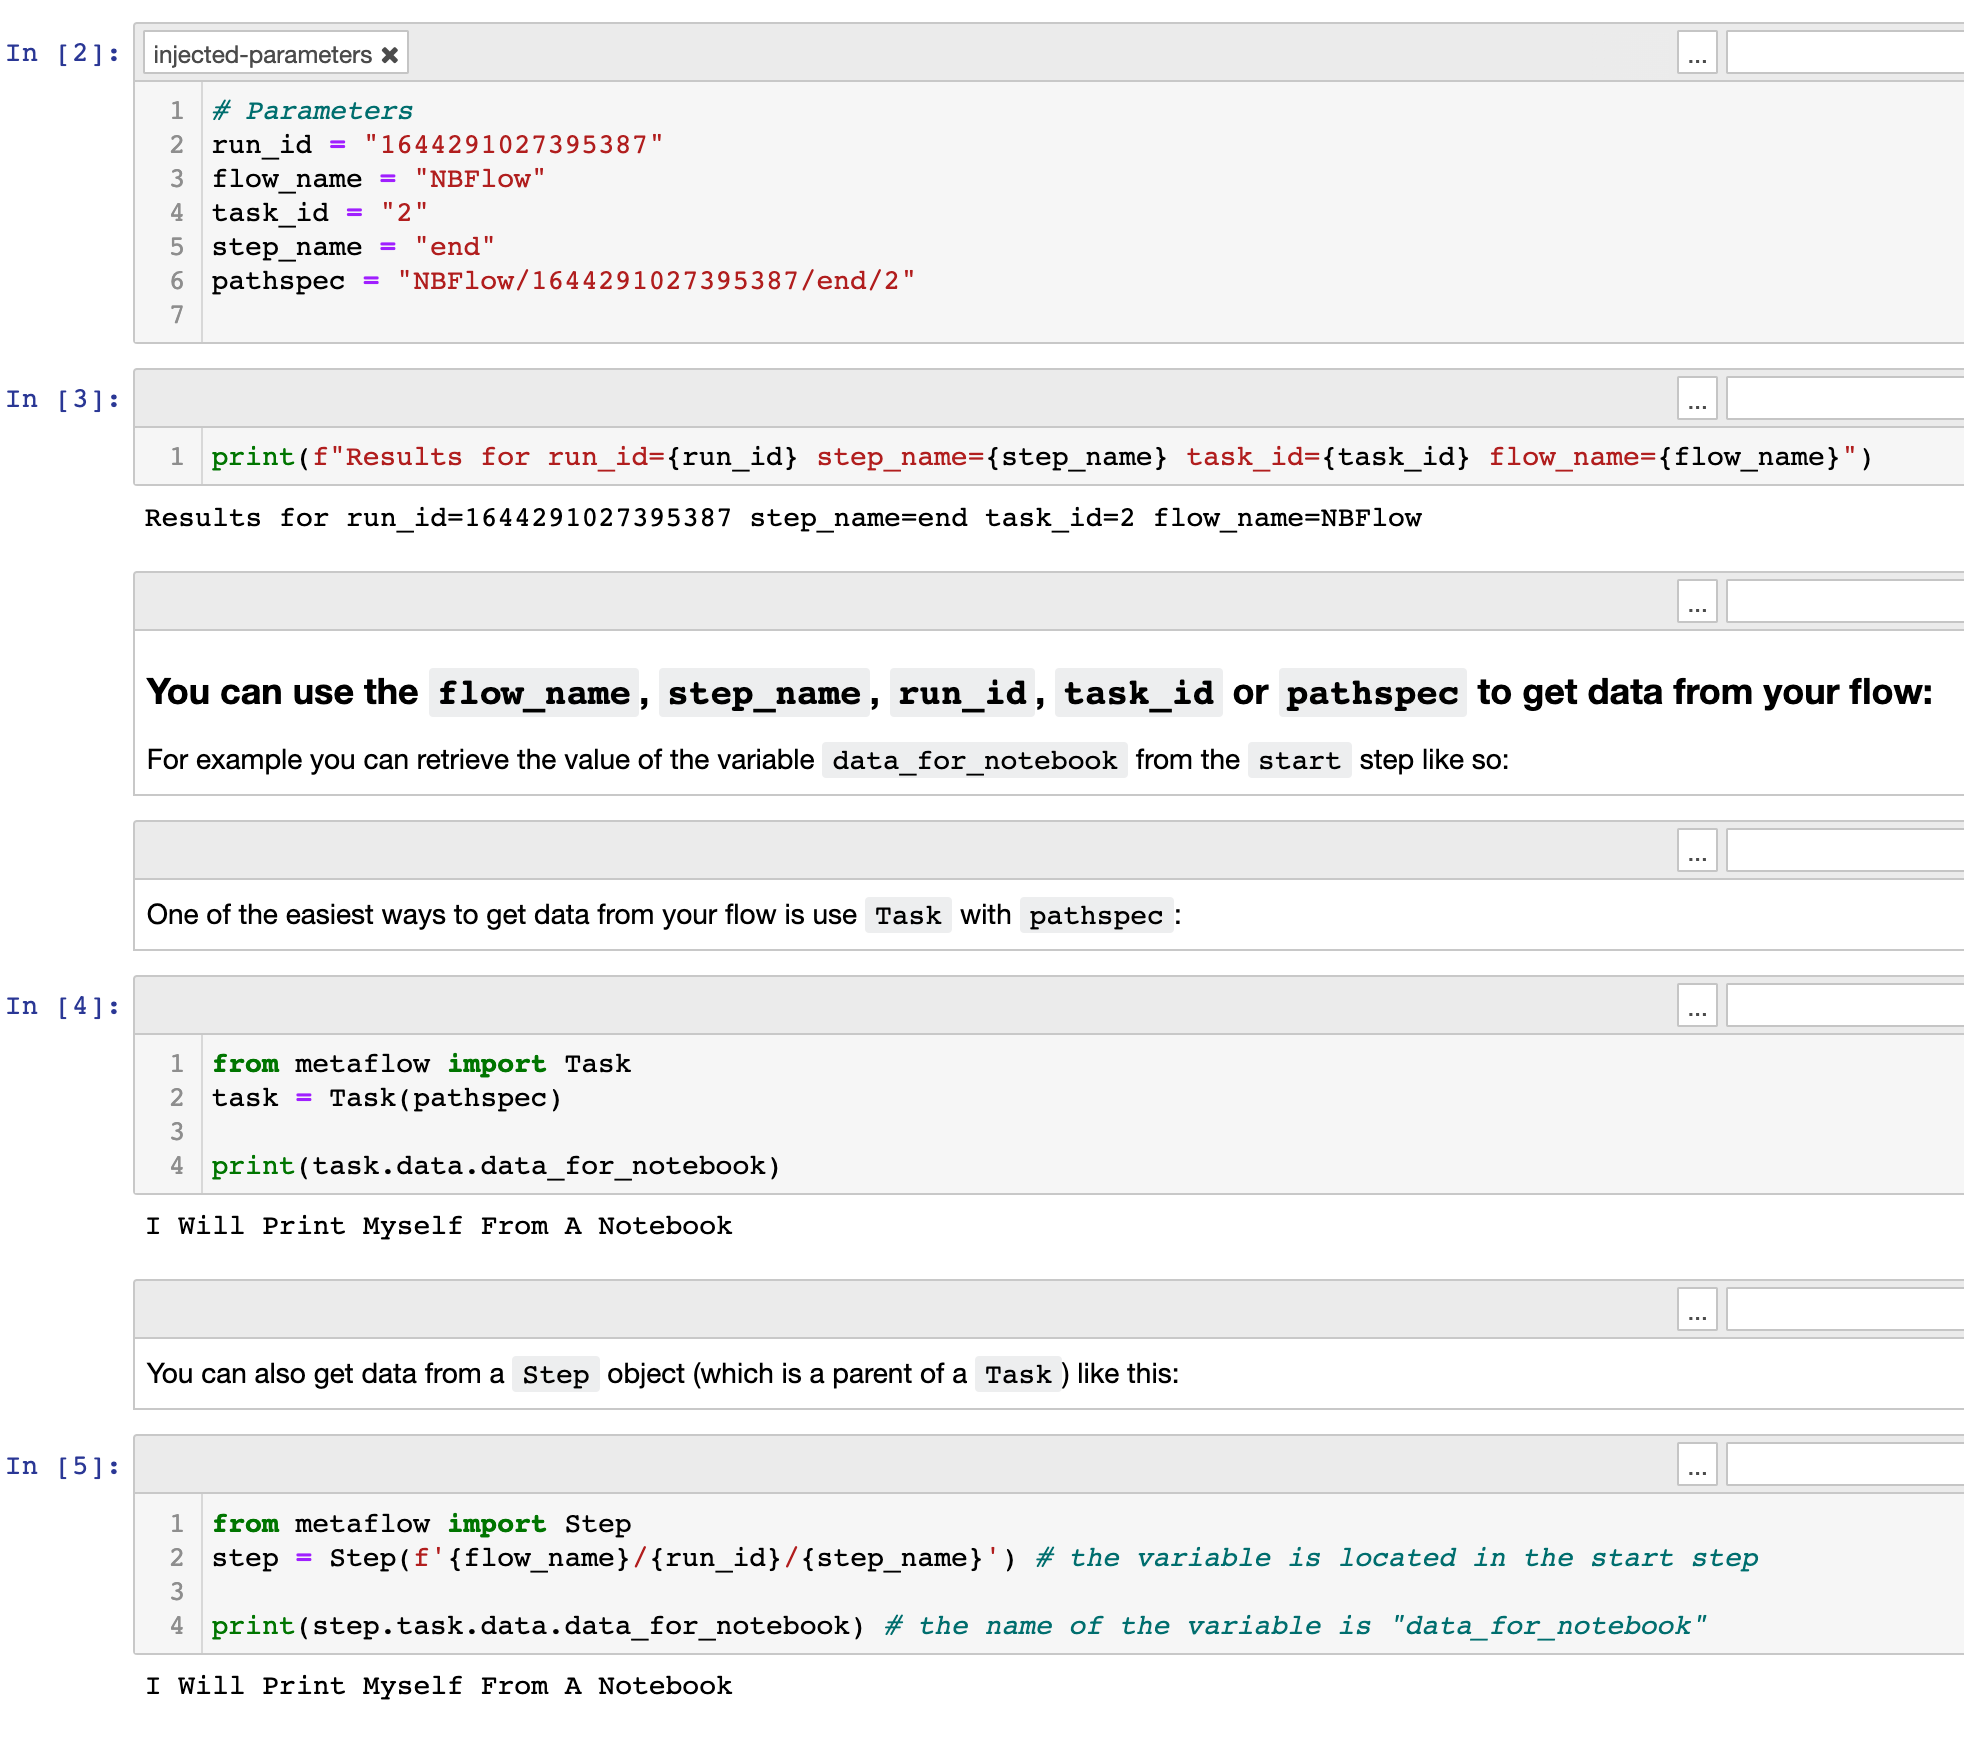 In [2]:
injected-parameters ✖
...
1 # Parameters
2 run_id = "1644291027395387"
3 flow_name = "NBFlow"
4 task_id = "2"
5 step_name = "end"
6 pathspec = "NBFlow/1644291027395387/end/2"
7
In [3]:
...
1 print(f"Results for run_id={run_id} step_name={step_name} task_id={task_id} flow_name={flow_name}")
Results for run_id=1644291027395387 step_name=end task_id=2 flow_name=NBFlow
...
You can use the flow_name, step_name, run_id, task_id or pathspec to get data from your flow:
For example you can retrieve the value of the variable data_for_notebook from the start step like so:
...
One of the easiest ways to get data from your flow is use Task with pathspec:
In [4]:
...
1 from metaflow import Task
2 task = Task(pathspec)
3
4 print(task.data.data_for_notebook)
I Will Print Myself From A Notebook
...
You can also get data from a Step object (which is a parent of a Task) like this:
In [5]:
...
1 from metaflow import Step
2 step = Step(f'{flow_name}/{run_id}/{step_name}') # the variable is located in the start step
3
4 print(step.task.data.data_for_notebook) # the name of the variable is "data_for_notebook"
I Will Print Myself From A Notebook